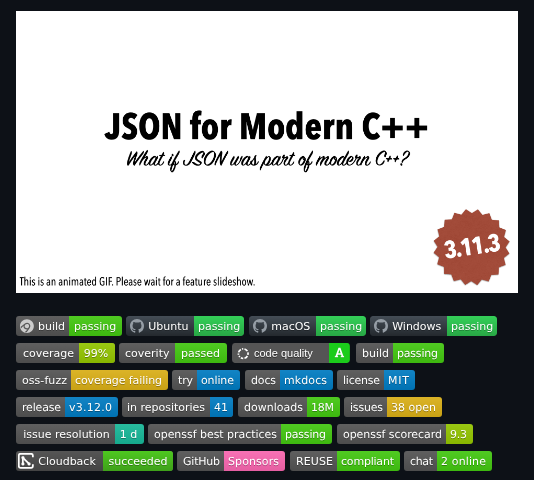 JSON for Modern C++
What if JSON was part of modern C++?
3.11.3
This is an animated GIF. Please wait for a feature slideshow.
build passing Ubuntu passing macOS passing Windows passing
coverage 99% coverity passed code quality A build passing
oss-fuzz coverage failing try online docs mkdocs license MIT
release v3.12.0 in repositories 41 downloads 18M issues 38 open
issue resolution 1 d openssf best practices passing openssf scorecard 9.3
Cloudback succeeded GitHub Sponsors REUSE compliant chat 2 online